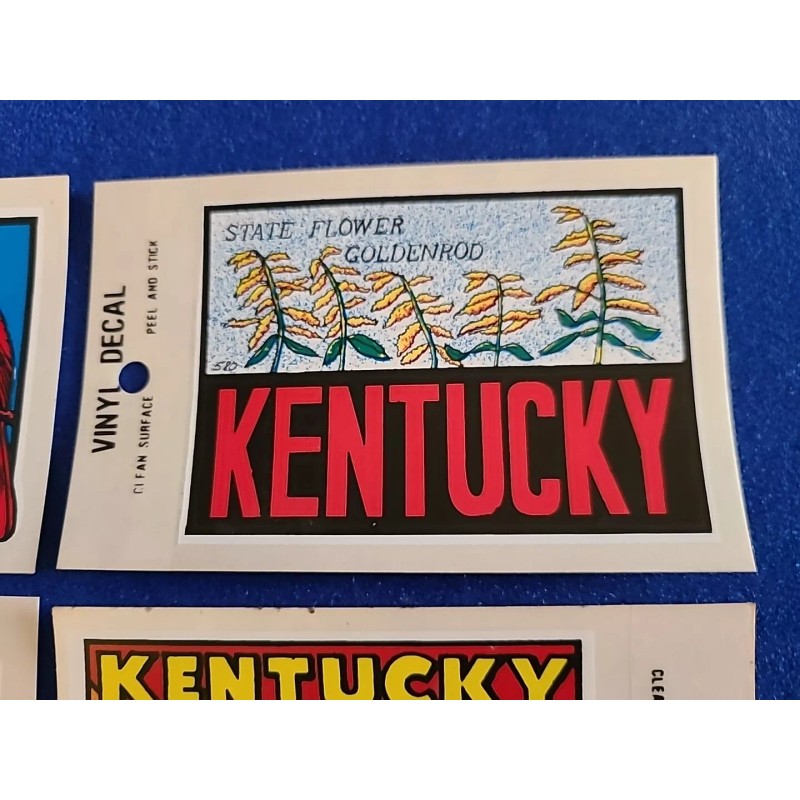 VINYL DECAL
CLEAN SURFACE PEEL AND STICK
STATE FLOWER
GOLDENROD
KENTUCKY
KENTUCKY